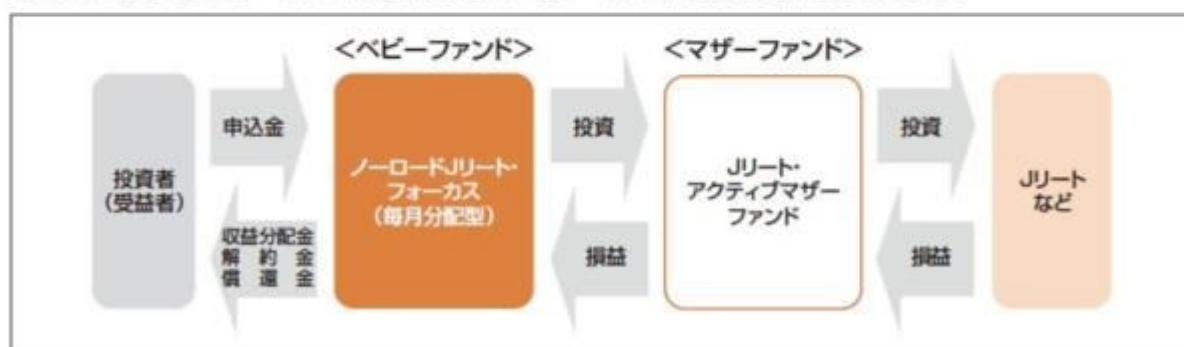 <ベビーファンド>
<マザーファンド>
投資者
(受益者)
申込金
収益分配金
解約金
償還金
ノーロードJリート・
フォーカス
(毎月分配型)
投資
損益
Jリート・
アクティブマザー
ファンド
投資
損益
Jリート
など